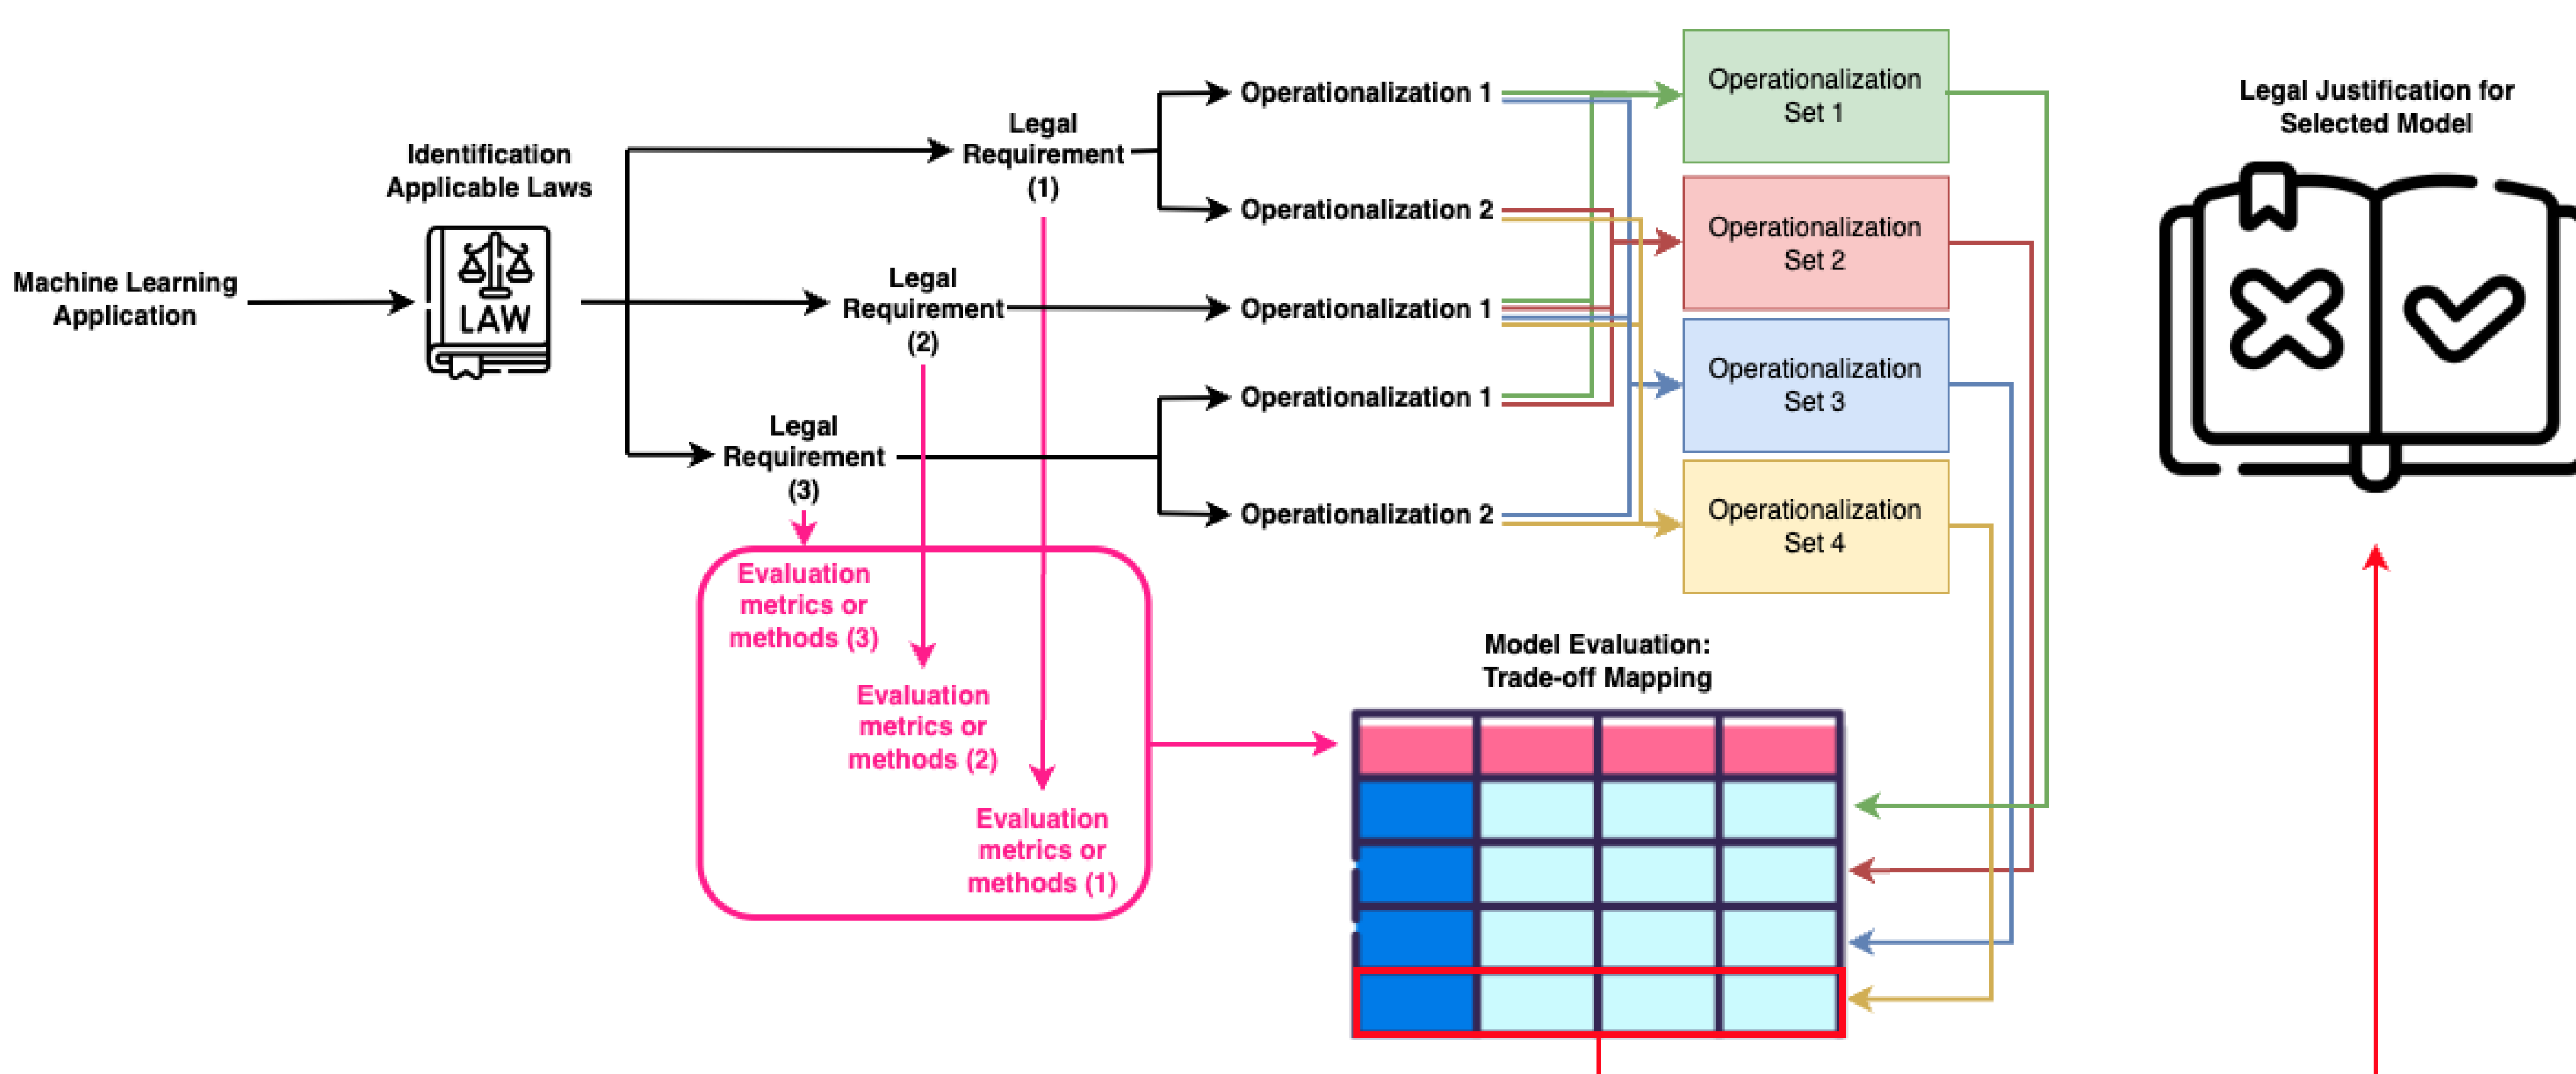 Machine Learning
Application
Identification
Applicable Laws
LAW
Legal
Requirement
(1)
Legal
Requirement
(2)
Legal
Requirement
(3)
Operationalization 1
Operationalization 2
Operationalization 1
Operationalization 1
Operationalization 2
Operationalization
Set 1
Operationalization
Set 2
Operationalization
Set 3
Operationalization
Set 4
Evaluation
metrics or
methods (3)
Evaluation
metrics or
methods (2)
Evaluation
metrics or
methods (1)
Model Evaluation:
Trade-off Mapping
Legal Justification for
Selected Model